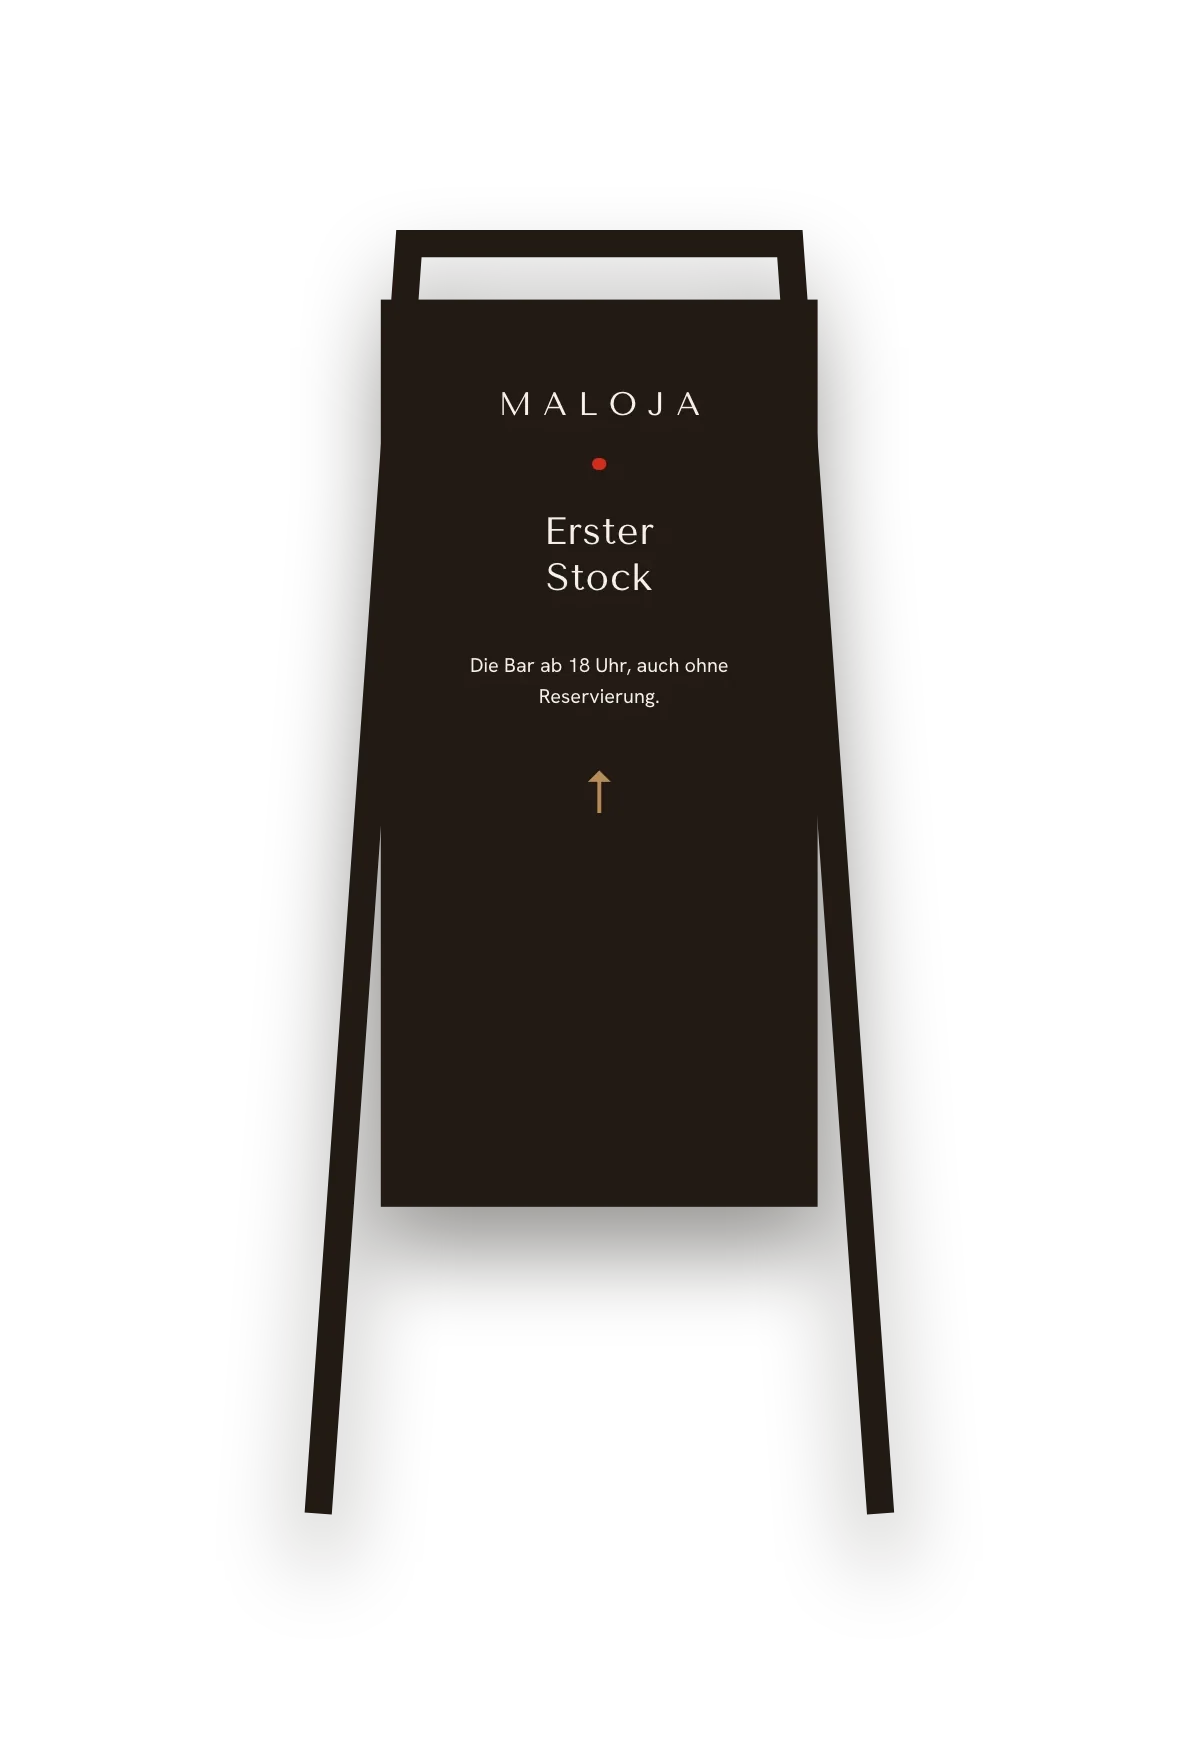 MALOJA
Erster
Stock
Die Bar ab 18 Uhr, auch ohne
Reservierung.